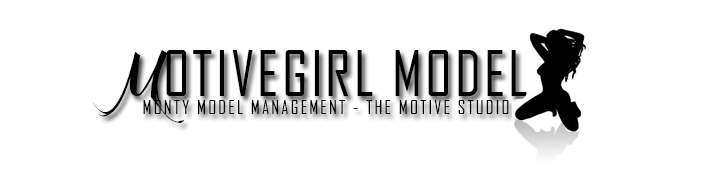 MOTIVEGIRL MODEL
MONTY MODEL MANAGEMENT - THE MOTIVE STUDIO